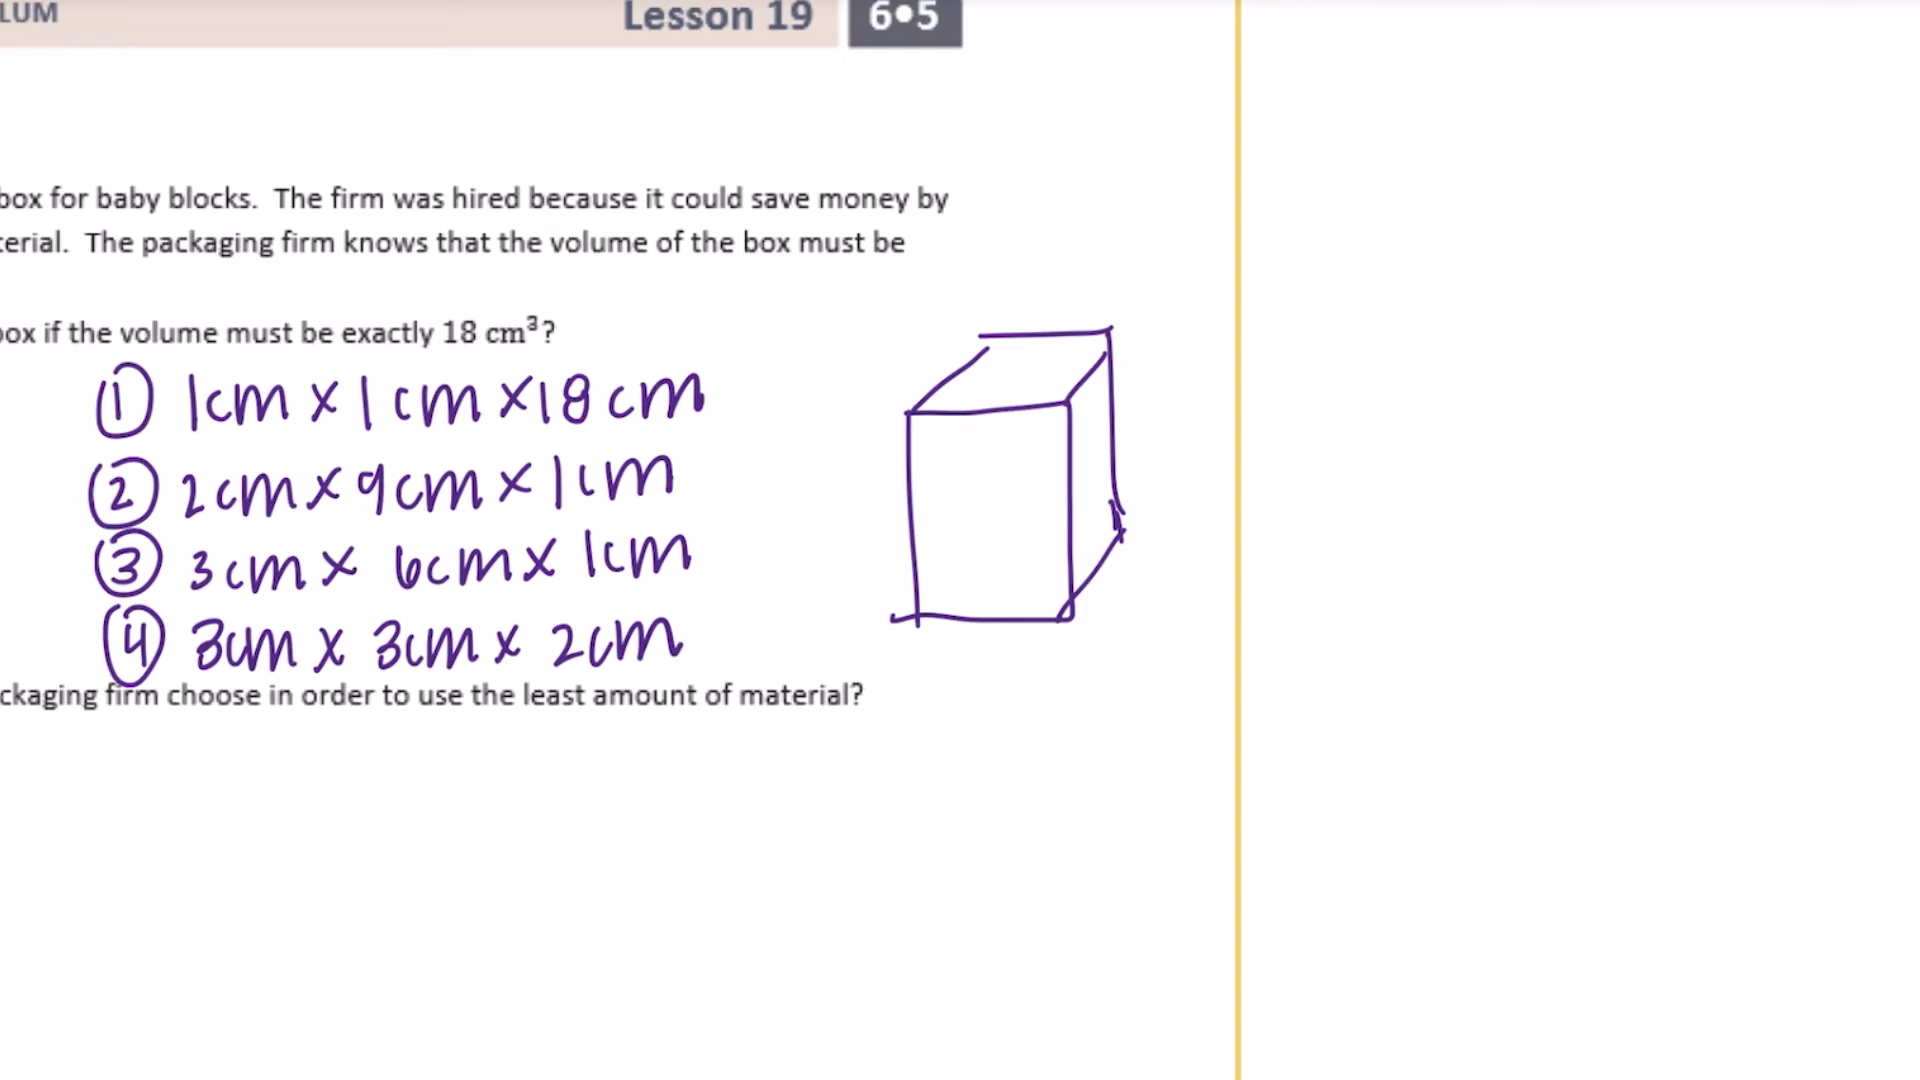 LUM
Lesson 19
6•5
box for baby blocks. The firm was hired because it could save money by
terial. The packaging firm knows that the volume of the box must be
box if the volume must be exactly 18 cm³?
① 1cm x 1cm x 18cm
② 2cm x 9cm x 1cm
③ 3cm x 6cm x 1cm
④ 3cm x 3cm x 2cm
ckaging firm choose in order to use the least amount of material?